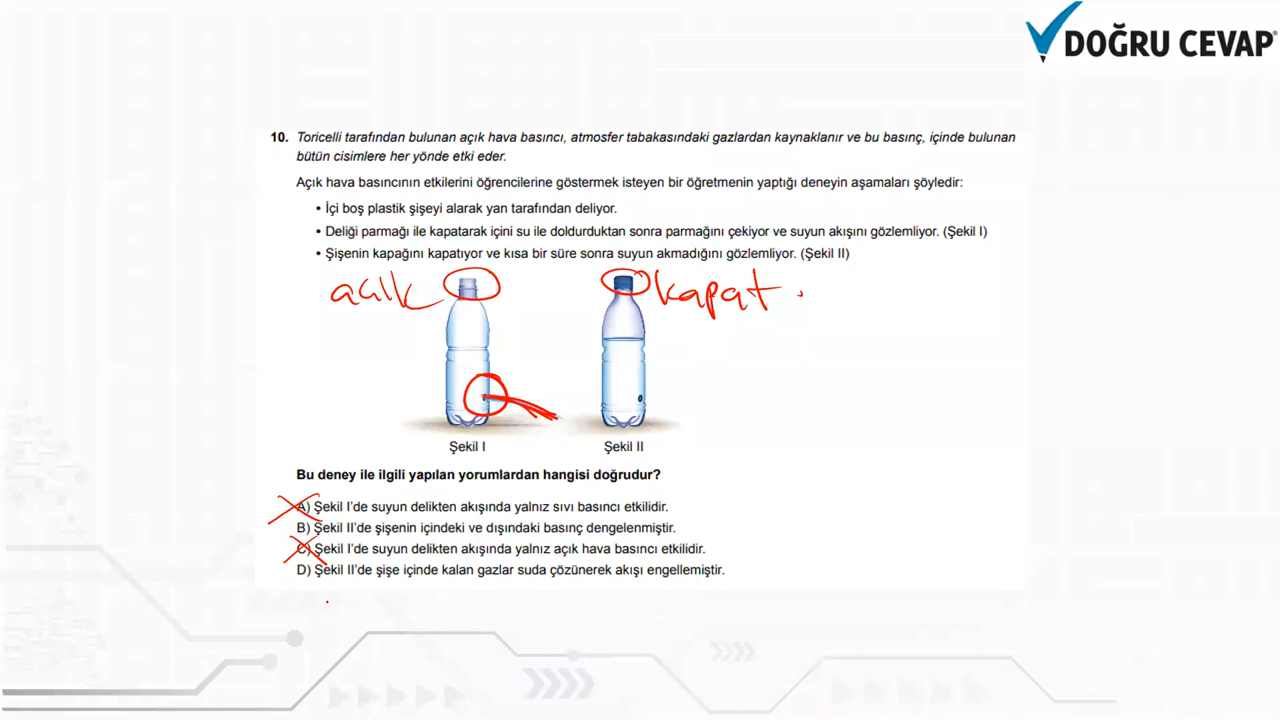 DOĞRU CEVAP®
10. Toricelli tarafından bulunan açık hava basıncı, atmosfer tabakasındaki gazlardan kaynaklanır ve bu basınç, içinde bulunan
bütün cisimlere her yönde etki eder.
Açık hava basıncının etkilerini öğrencilerine göstermek isteyen bir öğretmenin yaptığı deneyin aşamaları şöyledir:
• İçi boş plastik şişeyi alarak yan tarafından deliyor.
• Deliği parmağı ile kapatarak içini su ile doldurduktan sonra parmağını çekiyor ve suyun akışını gözlemliyor. (Şekil I)
• Şişenin kapağını kapatıyor ve kısa bir süre sonra suyun akmadığını gözlemliyor. (Şekil II)
açık kapat
Şekil I Şekil II
Bu deney ile ilgili yapılan yorumlardan hangisi doğrudur?
A) Şekil I'de suyun delikten akışında yalnız sıvı basıncı etkilidir.
B) Şekil II'de şişenin içindeki ve dışındaki basınç dengelenmiştir.
C) Şekil I'de suyun delikten akışında yalnız açık hava basıncı etkilidir.
D) Şekil II'de şişe içinde kalan gazlar suda çözünerek akışı engellemiştir.